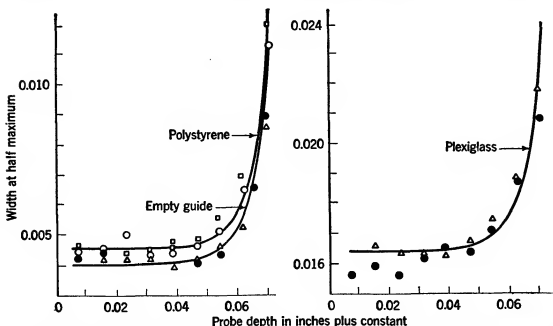 Width at half maximum
0.010
0.005
Polystyrene
Empty guide
0
0.02
0.04
0.06
0.024
0.020
0.016
Plexiglass
0
0.02
0.04
0.06
Probe depth in inches plus constant